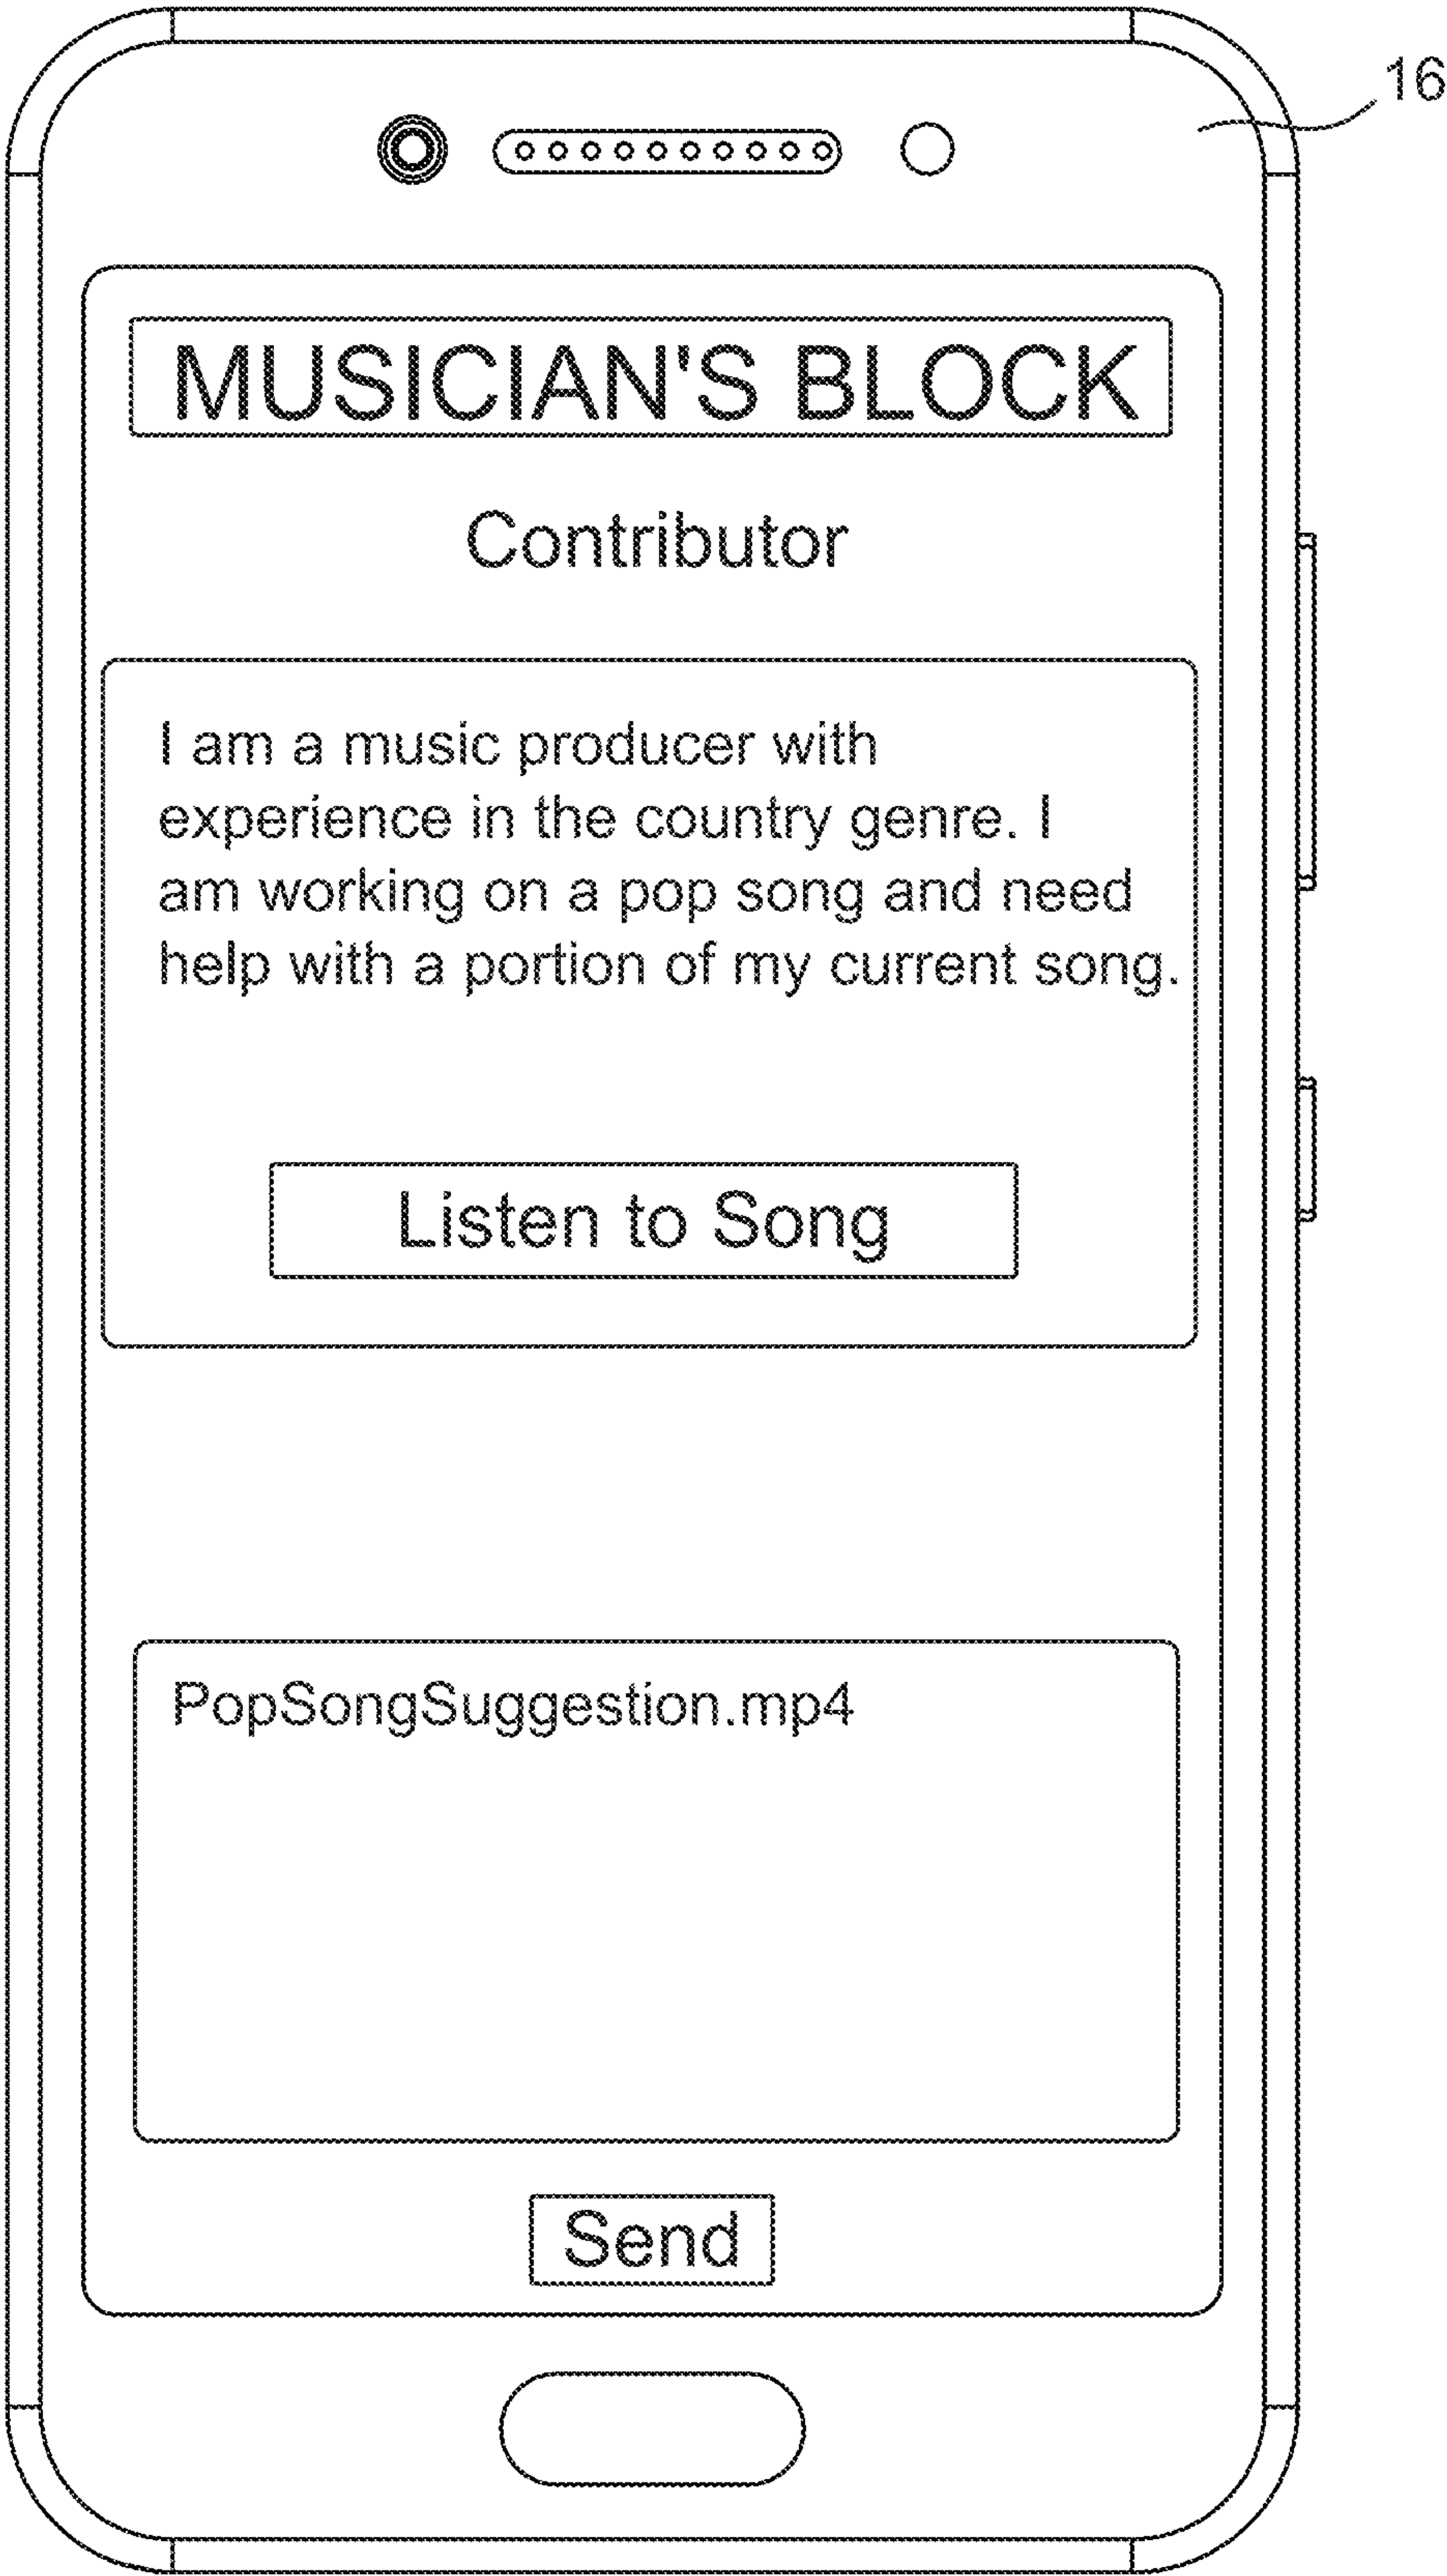 16
MUSICIAN'S BLOCK
Contributor
I am a music producer with
experience in the country genre. I
am working on a pop song and need
help with a portion of my current song.
Listen to Song
PopSongSuggestion.mp4
Send